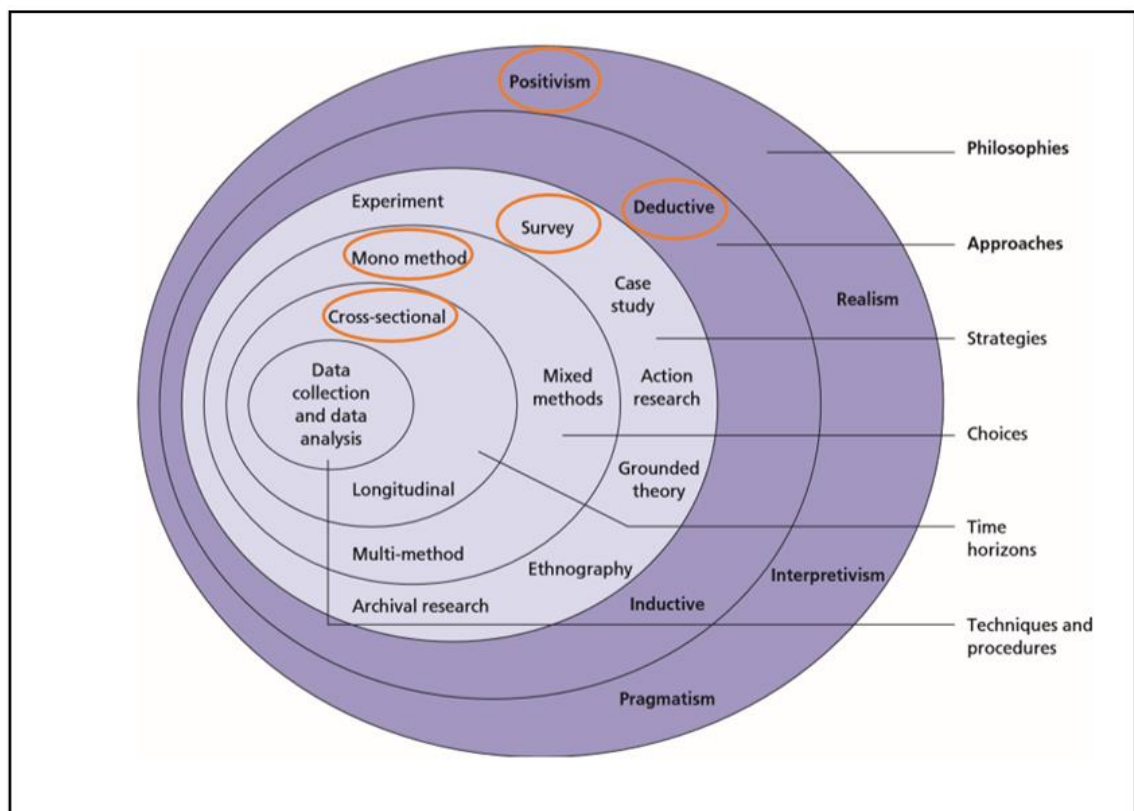 Positivism
Philosophies
Experiment
Deductive
Survey
Approaches
Mono method
Case
study
Realism
Cross-sectional
Strategies
Data
collection
and data
analysis
Mixed
methods
Action
research
Choices
Grounded
theory
Longitudinal
Time
horizons
Multi-method
Ethnography
Interpretivism
Archival research
Inductive
Techniques and
procedures
Pragmatism